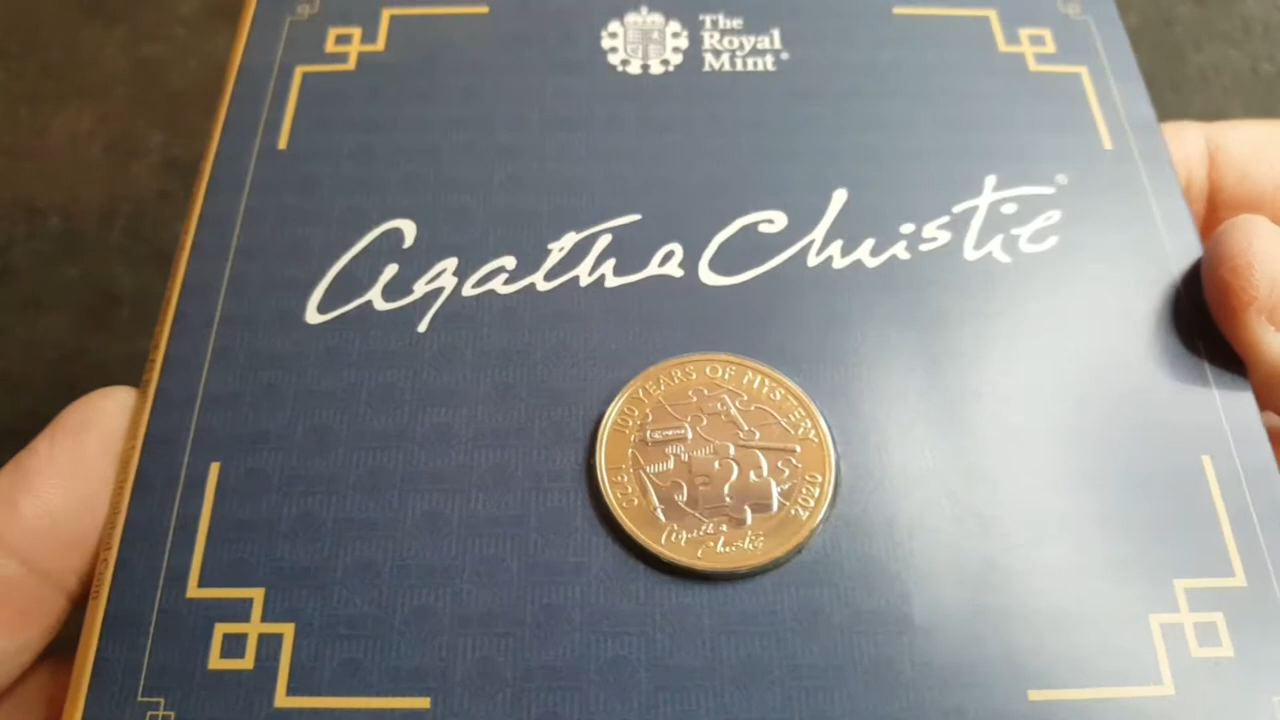 The
Royal
Mint®
Agatha Christie®
100 YEARS OF MYSTERY
1920
2020
Agatha
Christie